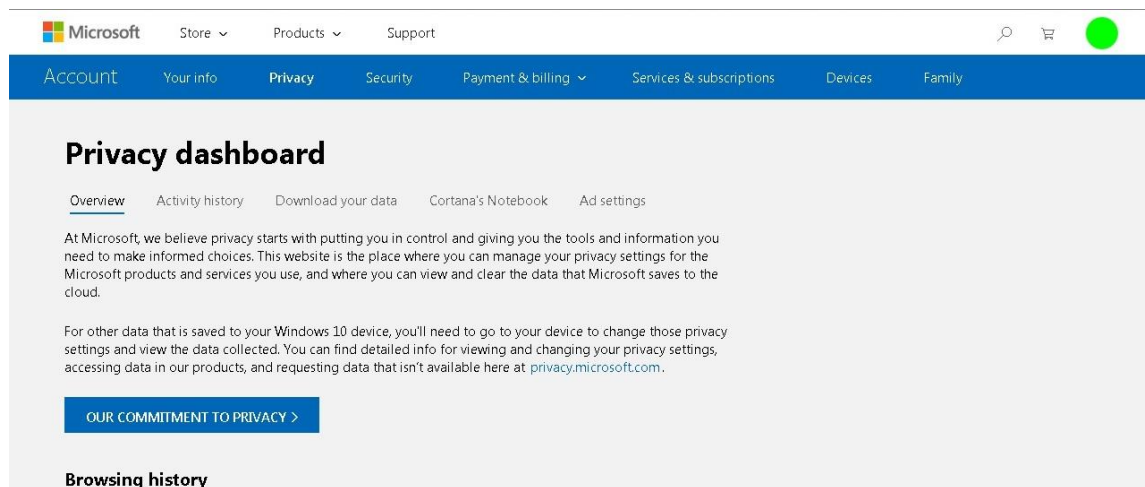 Microsoft Store Products Support
Account Your info Privacy Security Payment & billing Services & subscriptions Devices Family
Privacy dashboard
Overview Activity history Download your data Cortana's Notebook Ad settings
At Microsoft, we believe privacy starts with putting you in control and giving you the tools and information you
need to make informed choices. This website is the place where you can manage your privacy settings for the
Microsoft products and services you use, and where you can view and clear the data that Microsoft saves to the
cloud.
For other data that is saved to your Windows 10 device, you'll need to go to your device to change those privacy
settings and view the data collected. You can find detailed info for viewing and changing your privacy settings,
accessing data in our products, and requesting data that isn't available here at privacy.microsoft.com.
OUR COMMITMENT TO PRIVACY >
Browsing history